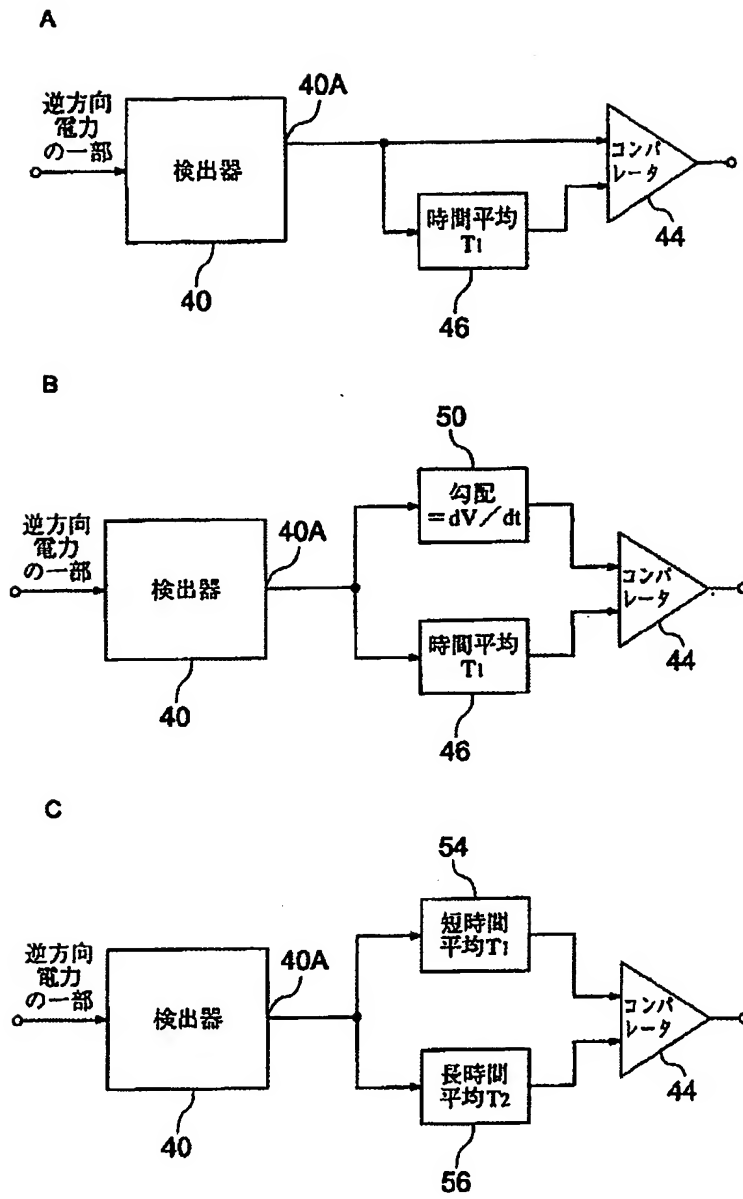 A
逆方向
電力
の一部
検出器
40A
40
時間平均
T1
46
コンパ
レータ
44
B
逆方向
電力
の一部
検出器
40A
40
50
勾配
=dV/dt
時間平均
T1
46
コンパ
レータ
44
C
逆方向
電力
の一部
検出器
40A
40
54
短時間
平均T1
長時間
平均T2
56
コンパ
レータ
44